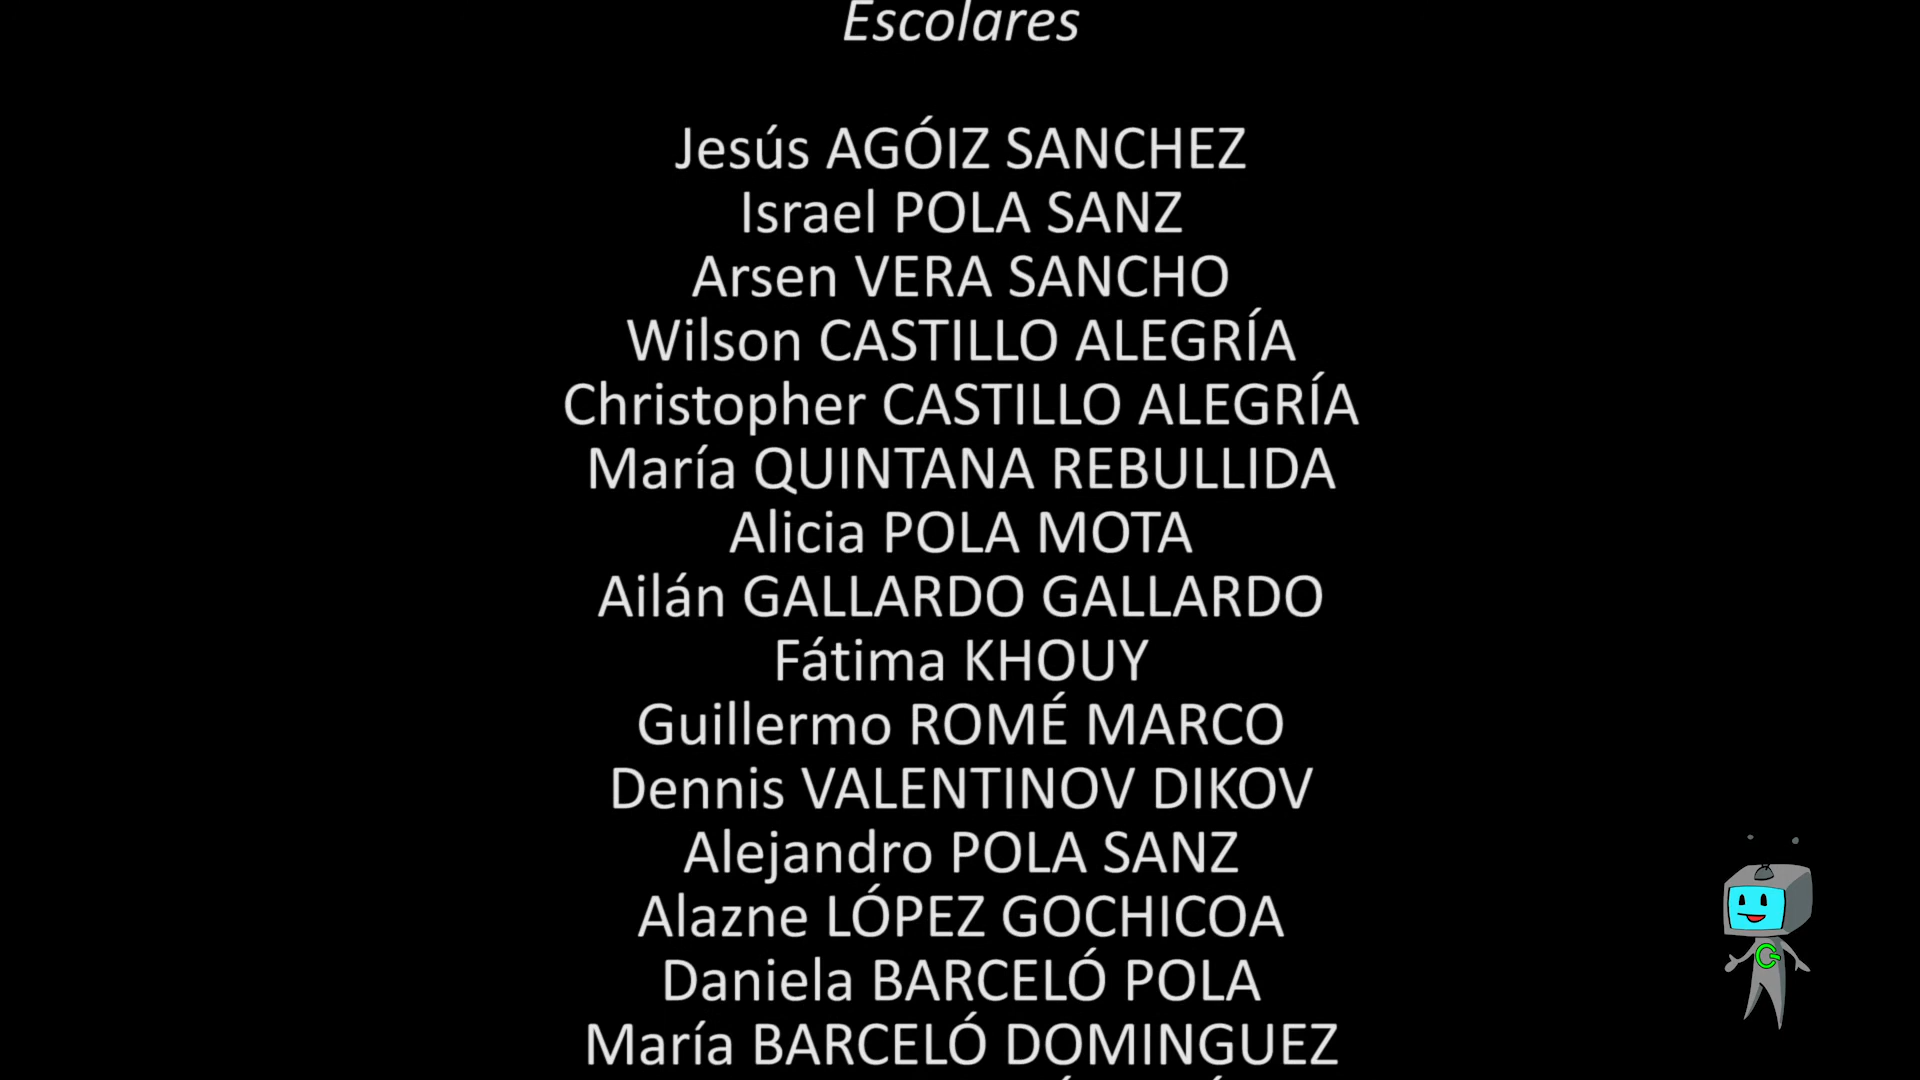 Escolares
Jesús AGÓIZ SANCHEZ
Israel POLA SANZ
Arsen VERA SANCHO
Wilson CASTILLO ALEGRÍA
Christopher CASTILLO ALEGRÍA
María QUINTANA REBULLIDA
Alicia POLA MOTA
Ailán GALLARDO GALLARDO
Fátima KHOUY
Guillermo ROMÉ MARCO
Dennis VALENTINOV DIKOV
Alejandro POLA SANZ
Alazne LÓPEZ GOCHICOA
Daniela BARCELÓ POLA
María BARCELÓ DOMINGUEZ
G